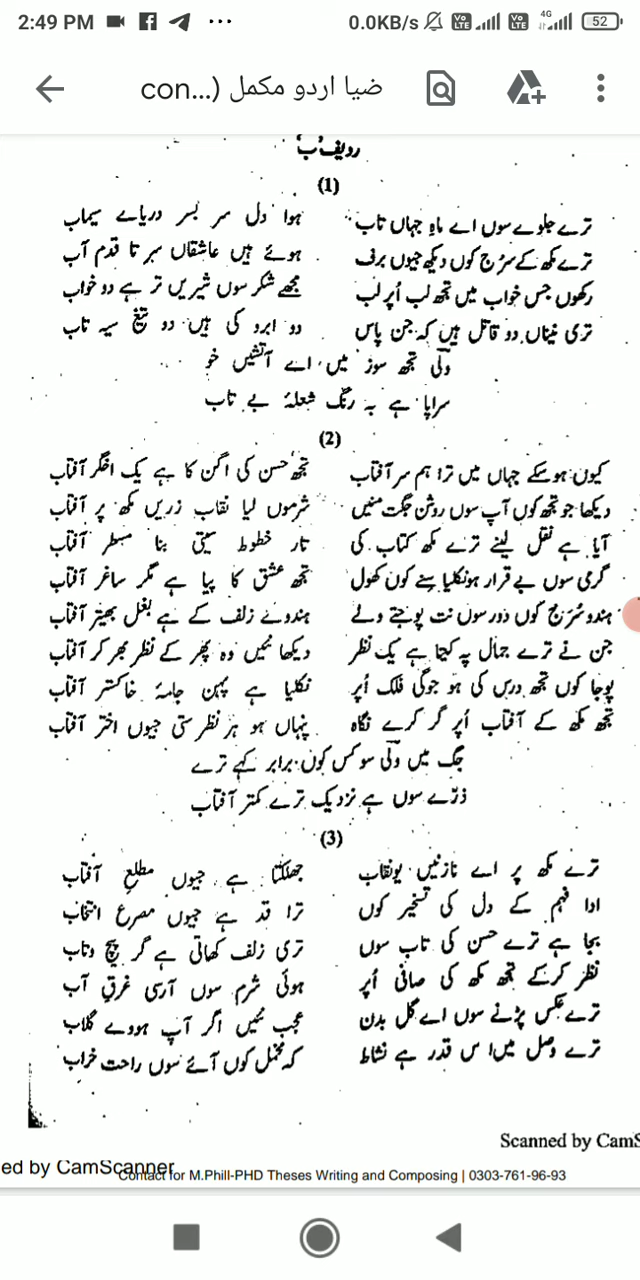 2:49 PM ... 0.0KB/s Vo LTE Vo LTE 4G 52
ضیا اردو مکمل (...con
ردیف ’ب‘
(1)
ترے جلوے سوں اے ماہِ جہاں تاب ہوا دل سر بسر دریاے سیماب
ترے مکھ کے سُرج کوں دیکھ جیوں برف ہوئے ہیں عاشقاں سر تا قدم آب
رکھوں جس خواب میں تجھ لب اُپر لب مجھے شکر سوں شیریں تر ہے دو خواب
تری نیناں دو قاتل ہیں کہ جن پاس دو ابرو کی ہیں دو تیغِ سیہ تاب
ولی تجھ سوز میں اے آتشیں خو
سراپا ہے بہ رنگ شعلۂ بے تاب
(2)
کیوں ہو سکے جہاں میں ترا ہم سر آفتاب تجھ حسن کی اگن کا ہے یک اخگر آفتاب
دیکھا جو تجھ کوں آپ سوں روشن جگت منیں شرموں لیا نقاب زریں مکھ پر آفتاب
آیا ہے نقل لینے ترے مکھ کتاب کی تار خطوط سیتی بنا مسطر آفتاب
گرمی سوں بے قرار ہو نکلیا سینے کوں کھول تجھ عشق کا پیا ہے مگر ساغر آفتاب
ہندو سُرَج کوں دور سوں نت پوجتے ولے ہندوے زلف کے ہے بغل بھیتر آفتاب
جن نے ترے جمال پہ کیتا ہے یک نظر دیکھا نئیں وہ پھر کے نظر بھر کر آفتاب
پوجا کوں تجھ درس کی ہو جوگی فلک اُپر نکلیا ہے پہن جامۂ خاکستر آفتاب
تجھ مکھ کے آفتاب اُپر گر کرے نگاہ پنہاں ہو ہر نظر ستی جیوں اختر آفتاب
جگ میں ولی سو کس کوں برابر کہے ترے
ذرّے سوں ہے نزدیک ترے کمتر آفتاب
(3)
ترے مکھ پر اے نازنیں یو نقاب جھلکتا ہے جیوں مطلعِ آفتاب
ادا فہم کے دل کی تسخیر کوں ترا قد ہے جیوں مصرع انتخاب
بجا ہے ترے حسن کی تاب سوں تری زلف کھاتی ہے گر پیچ و تاب
نظر کر کے تجھ مکھ کی صافی اُپر ہوئی شرم سوں آرسی غرقِ آب
ترے عکس پڑنے سوں اے گل بدن عجب نئیں اگر آپ ہووے گلاب
ترے وصل میں اس قدر ہے نشاط کہ مخمل کوں آئے سوں راحت خراب
Scanned by CamS
ed by CamScanner
Contact for M.Phill-PHD Theses Writing and Composing | 0303-761-96-93